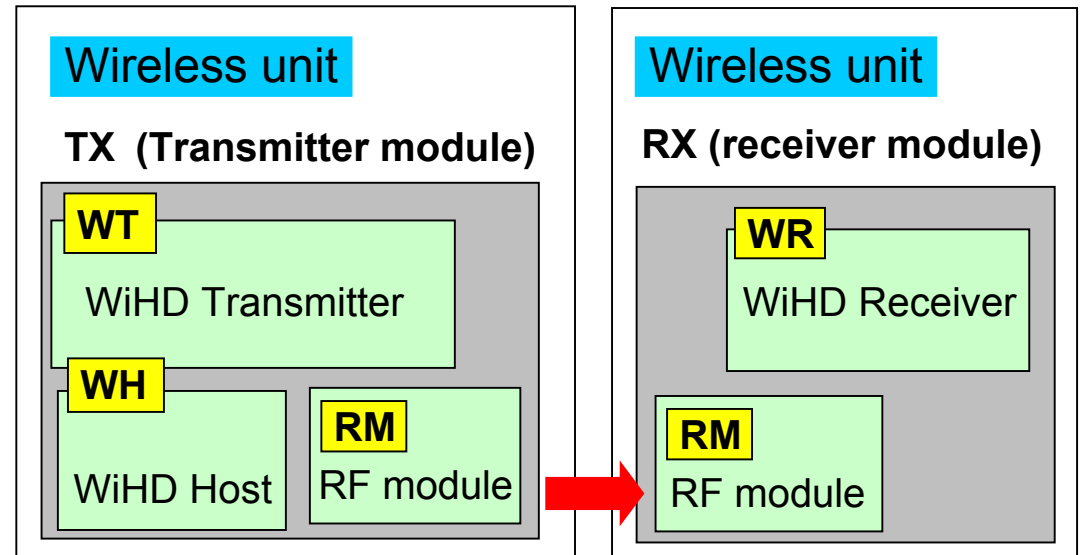 Wireless unit
TX (Transmitter module)
WT
WiHD Transmitter
WH
WiHD Host
RM
RF module
Wireless unit
RX (receiver module)
WR
WiHD Receiver
RM
RF module